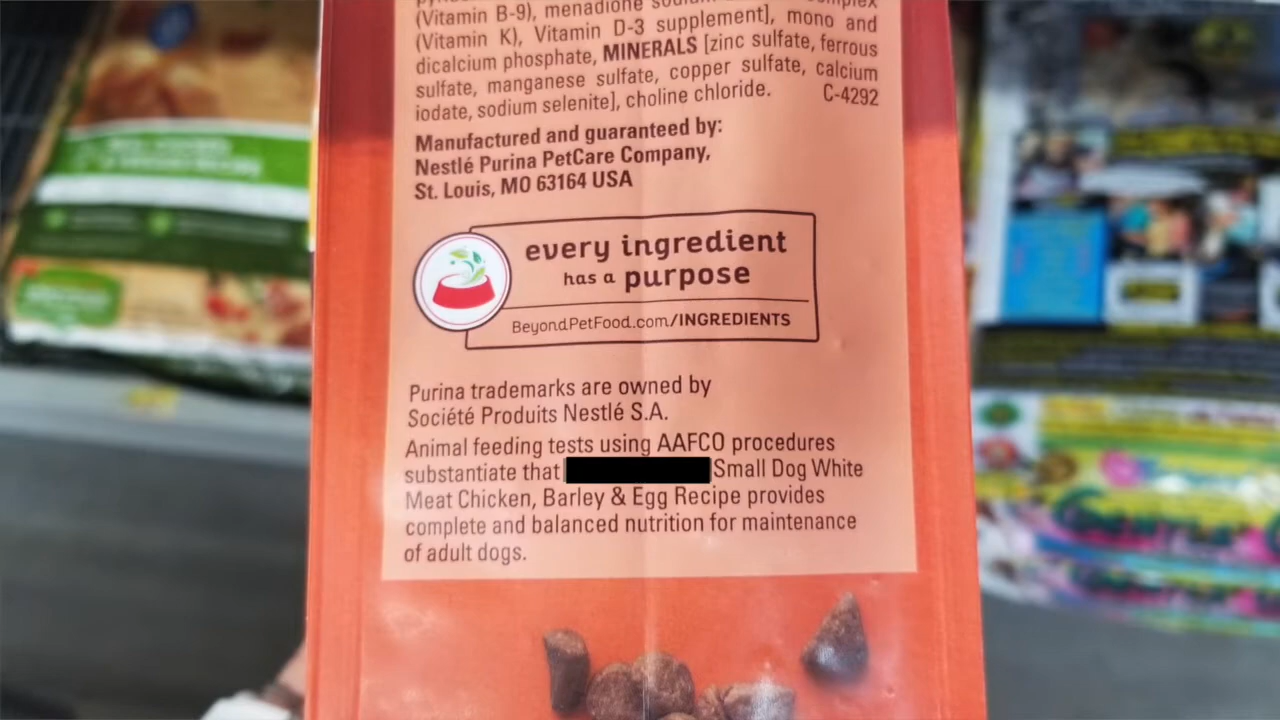 (Vitamin B-9), menadione
(Vitamin K), Vitamin D-3 supplement], mono and
dicalcium phosphate, MINERALS [zinc sulfate, ferrous
sulfate, manganese sulfate, copper sulfate, calcium
iodate, sodium selenite], choline chloride. C-4292
Manufactured and guaranteed by:
Nestlé Purina PetCare Company,
St. Louis, MO 63164 USA
every ingredient
has a purpose
BeyondPetFood.com/INGREDIENTS
Purina trademarks are owned by
Société Produits Nestlé S.A.
Animal feeding tests using AAFCO procedures
substantiate that Small Dog White
Meat Chicken, Barley & Egg Recipe provides
complete and balanced nutrition for maintenance
of adult dogs.